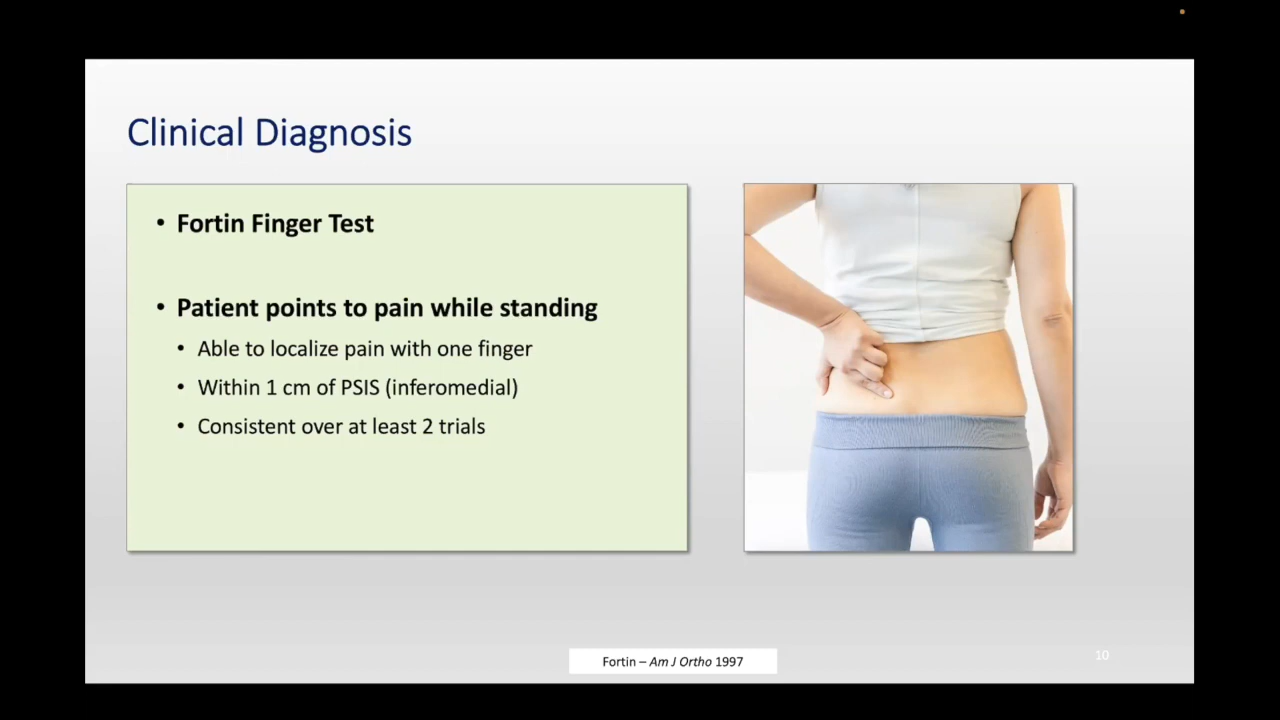 Clinical Diagnosis
• Fortin Finger Test
• Patient points to pain while standing
• Able to localize pain with one finger
• Within 1 cm of PSIS (inferomedial)
• Consistent over at least 2 trials
Fortin – Am J Ortho 1997
10